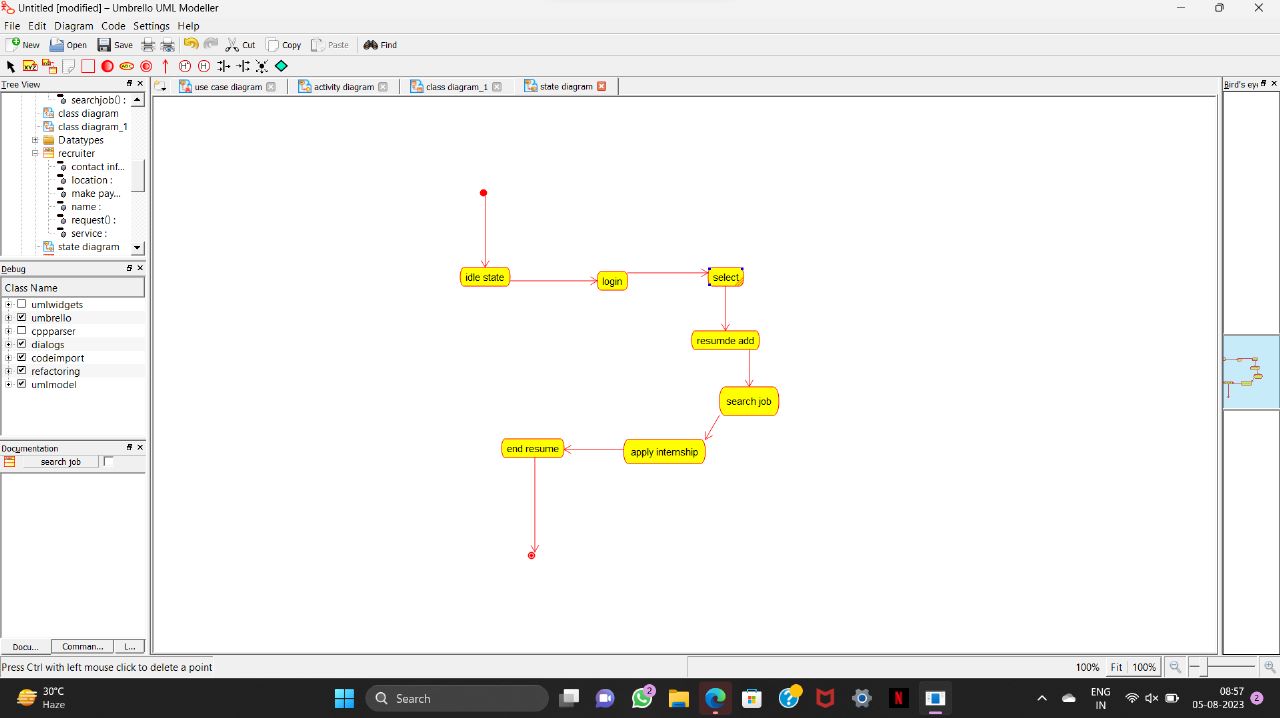 Untitled [modified] – Umbrello UML Modeller
File Edit Diagram Code Settings Help
New Open Save Cut Copy Paste Find
Tree View
searchjob() :
class diagram
class diagram_1
Datatypes
recruiter
contact inf...
location :
make pay...
name :
request() :
service :
state diagram
Debug
Class Name
umlwidgets
umbrello
cppparser
dialogs
codeimport
refactoring
umlmodel
Documentation
search job
Docu... Comman... L...
use case diagram activity diagram class diagram_1 state diagram
Bird's eye
idle state
login
select
resumde add
search job
apply internship
end resume
Press Ctrl with left mouse click to delete a point
100% Fit 100%
30°C
Haze
Search
2
N
ENG
IN
08:57
05-08-2023
2